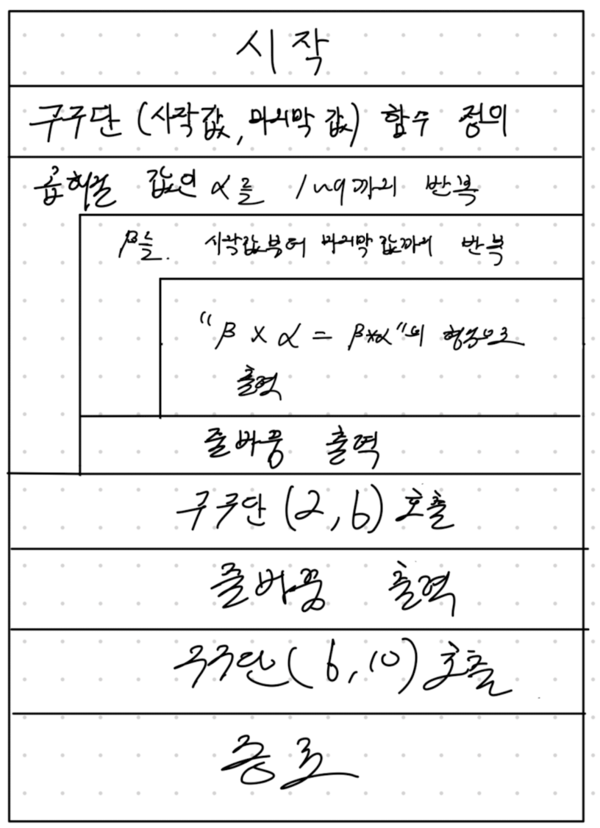 시작
구구단 (시작값, 마지막 값) 함수 정의
곱해질 값인 α를 1~9까지 반복
β를. 시작값부터 마지막값까지 반복
"β x α = β*α"의 형식으로
출력
줄바꿈 출력
구구단 (2, 6) 호출
줄바꿈 출력
구구단 (6, 10) 호출
종료